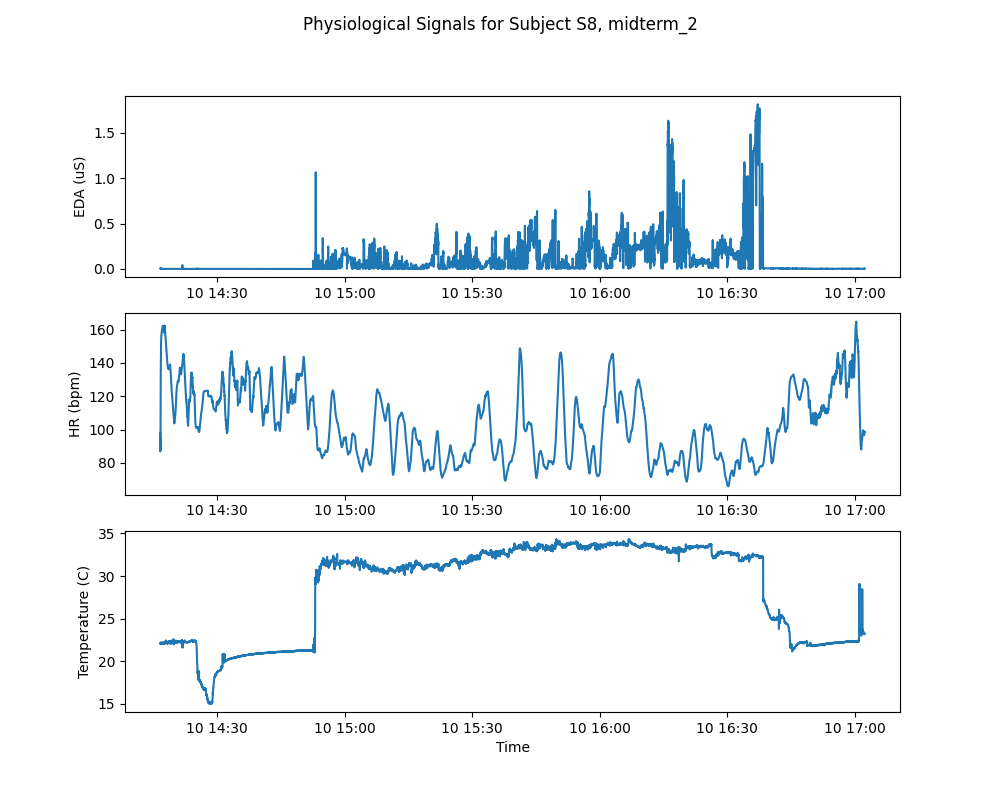 Physiological Signals for Subject S8, midterm_2
EDA (uS)
1.5
1.0
0.5
0.0
10 14:30 10 15:00 10 15:30 10 16:00 10 16:30 10 17:00
HR (bpm)
160
140
120
100
80
10 14:30 10 15:00 10 15:30 10 16:00 10 16:30 10 17:00
Temperature (C)
35
30
25
20
15
10 14:30 10 15:00 10 15:30 10 16:00 10 16:30 10 17:00
Time